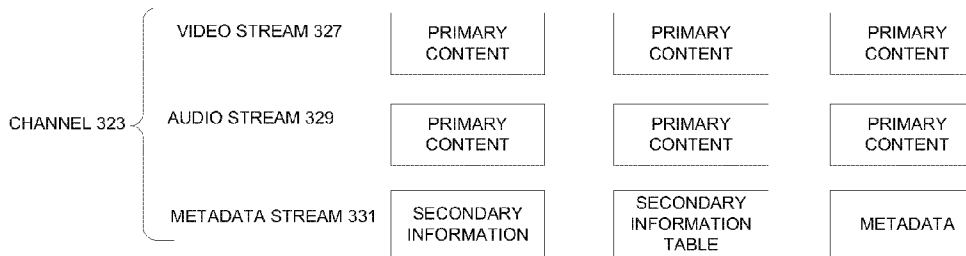 VIDEO STREAM 327
PRIMARY
CONTENT
PRIMARY
CONTENT
PRIMARY
CONTENT
CHANNEL 323
AUDIO STREAM 329
PRIMARY
CONTENT
PRIMARY
CONTENT
PRIMARY
CONTENT
METADATA STREAM 331
SECONDARY
INFORMATION
SECONDARY
INFORMATION
TABLE
METADATA